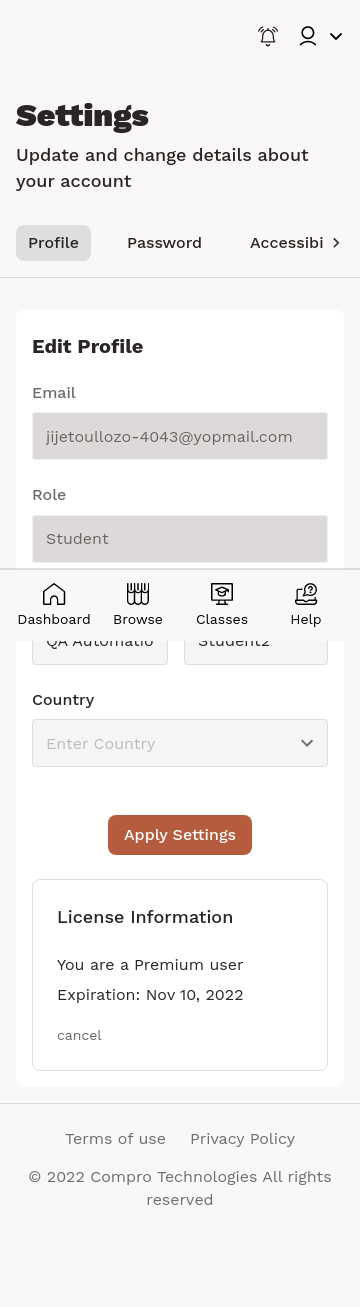 Settings
Update and change details about
your account
Profile Password Accessibi
Edit Profile
Email
jijetoullozo-4043@yopmail.com
Role
Student
Dashboard Browse Classes Help
QA Automatio Student2
Country
Enter Country
Apply Settings
License Information
You are a Premium user
Expiration: Nov 10, 2022
cancel
Terms of use Privacy Policy
© 2022 Compro Technologies All rights
reserved